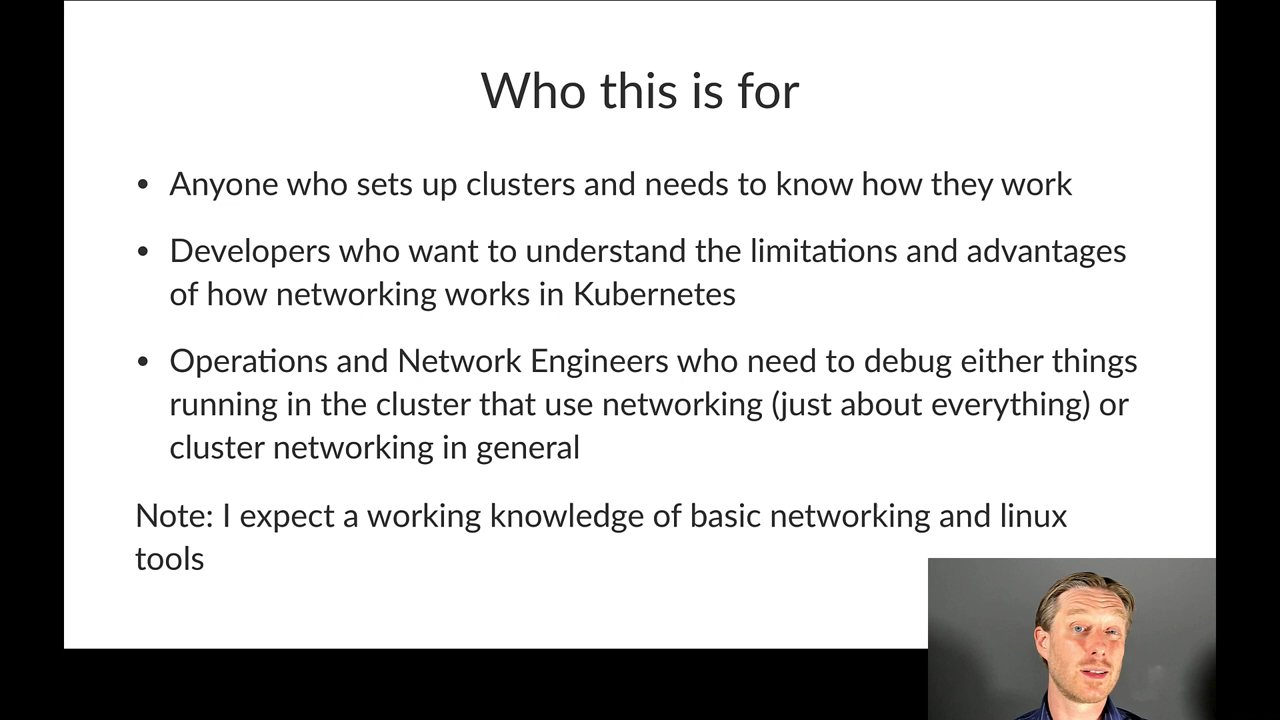 Who this is for
• Anyone who sets up clusters and needs to know how they work
• Developers who want to understand the limitations and advantages
of how networking works in Kubernetes
• Operations and Network Engineers who need to debug either things
running in the cluster that use networking (just about everything) or
cluster networking in general
Note: I expect a working knowledge of basic networking and linux
tools